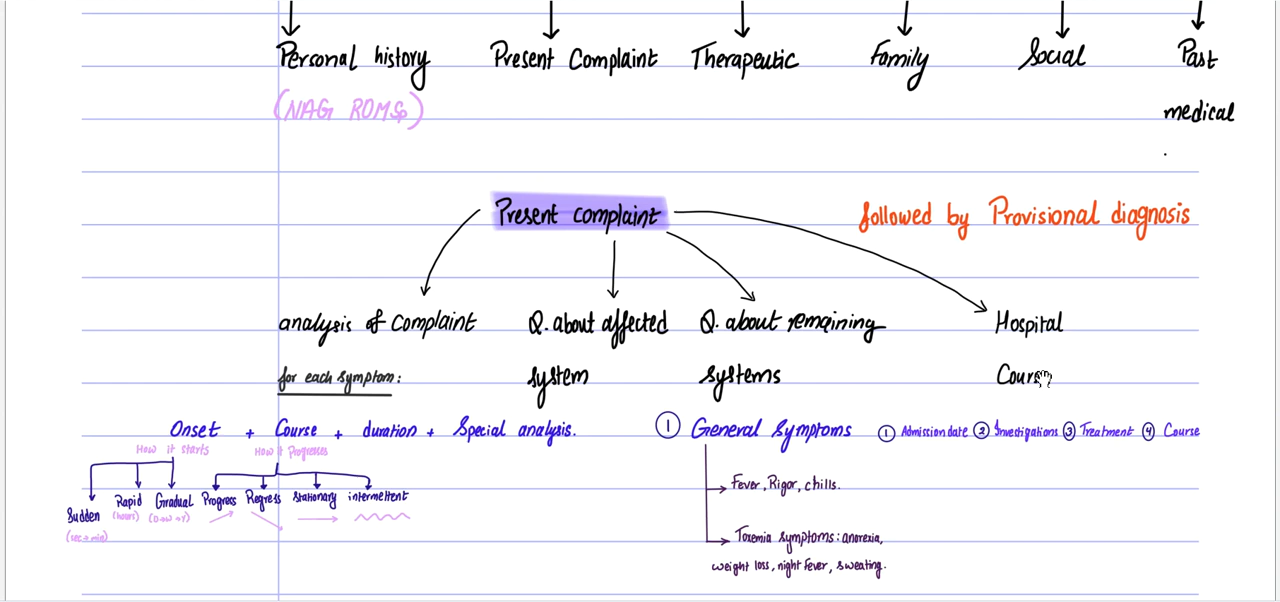 Personal history Present Complaint Therapeutic Family Social Past
(NAG ROMS) medical
Present complaint followed by Provisional diagnosis
analysis of Complaint Q. about affected Q. about remaining Hospital
for each symptom: system systems
Onset + Course + duration + Special analysis. ① General Symptoms ① Admission date ② Investigations ③ Treatment ④ Course
How it starts How it Progresses
Sudden Rapid Gradual Progress Regress Stationary intermettent Fever, Rigor, chills.
(sec → min) (hours) (D→W→Y)
Toxemia symptoms: anorexia,
weight loss, night Fever, sweating.